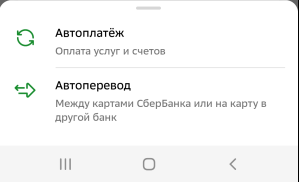 Автоплатёж
Оплата услуг и счетов
Автоперевод
Между картами СберБанка или на карту в
другой банк